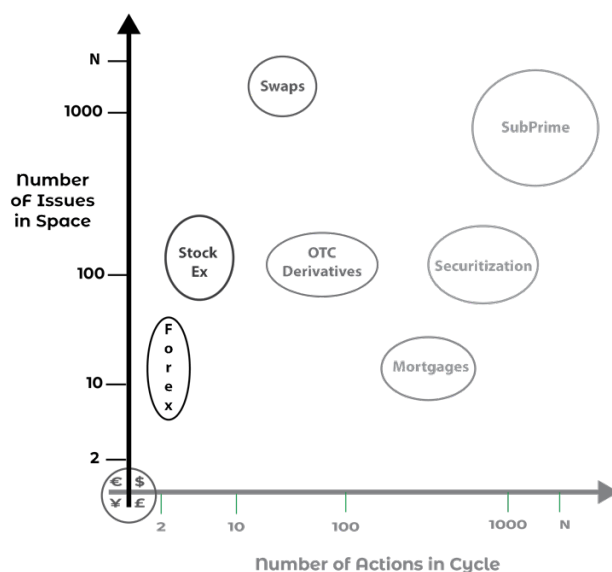 N
Swaps
1000
SubPrime
Number
of Issues
in Space
Stock
Ex
OTC
Derivatives
Securitization
100
F
o
r
e
x
Mortgages
10
2
€ $
¥ £
2
10
100
1000
N
Number of Actions in Cycle